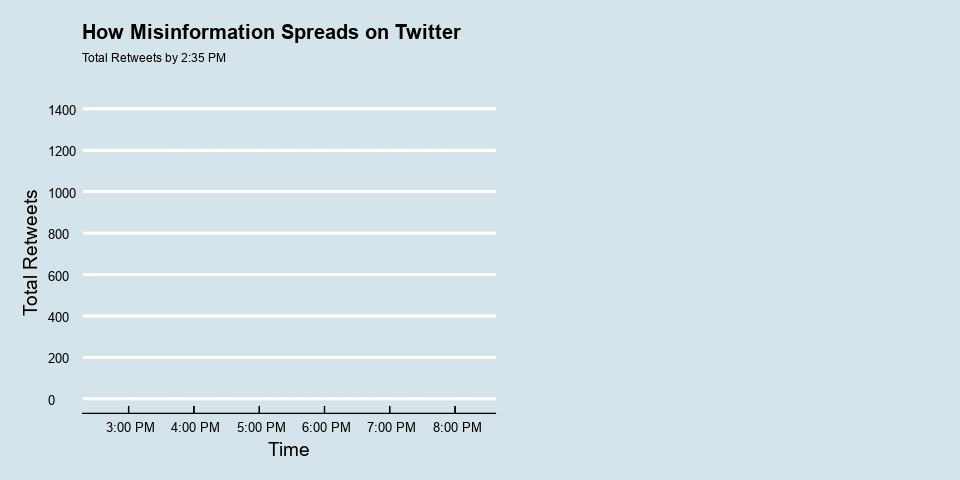 How Misinformation Spreads on Twitter
Total Retweets by 2:35 PM
1400
1200
1000
800
600
400
200
0
Total Retweets
3:00 PM 4:00 PM 5:00 PM 6:00 PM 7:00 PM 8:00 PM
Time